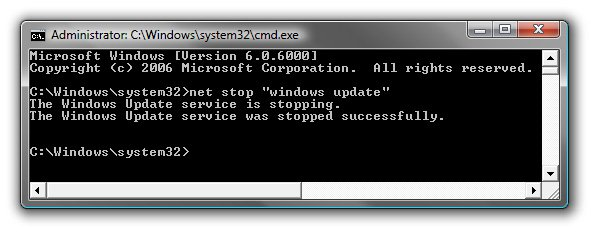 C:\. Administrator: C:\Windows\system32\cmd.exe
Microsoft Windows [Version 6.0.6000]
Copyright (c) 2006 Microsoft Corporation.  All rights reserved.
C:\Windows\system32>net stop "windows update"
The Windows Update service is stopping.
The Windows Update service was stopped successfully.
C:\Windows\system32>